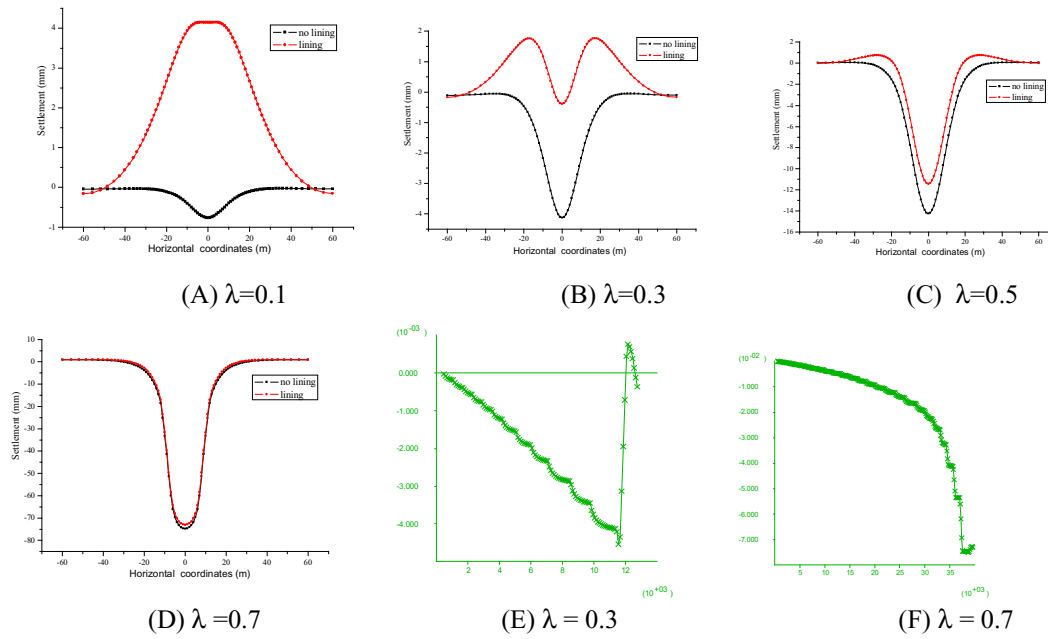 no lining
lining
Settlement (mm)
4
3
2
1
0
-1
-60 -40 -20 0 20 40 60
Horizontal coordinates (m)
(A) λ=0.1
no lining
lining
Settlement (mm)
2
1
0
-1
-2
-3
-4
-60 -40 -20 0 20 40 60
Horizontal coordinates (m)
(B) λ=0.3
no lining
lining
Settlement (mm)
2
0
-2
-4
-6
-8
-10
-12
-14
-16
-60 -40 -20 0 20 40 60
Horizontal coordinates (m)
(C) λ=0.5
no lining
lining
Settlement (mm)
10
0
-10
-20
-30
-40
-50
-60
-70
-80
-60 -40 -20 0 20 40 60
Horizontal coordinates (m)
(D) λ =0.7
(10 -03 )
0.000
-1.000
-2.000
-3.000
-4.000
2 4 6 8 10 12
(10 +03 )
(E) λ = 0.3
(10 -02 )
-1.000
-2.000
-3.000
-4.000
-5.000
-6.000
-7.000
5 10 15 20 25 30 35
(10 +03 )
(F) λ = 0.7